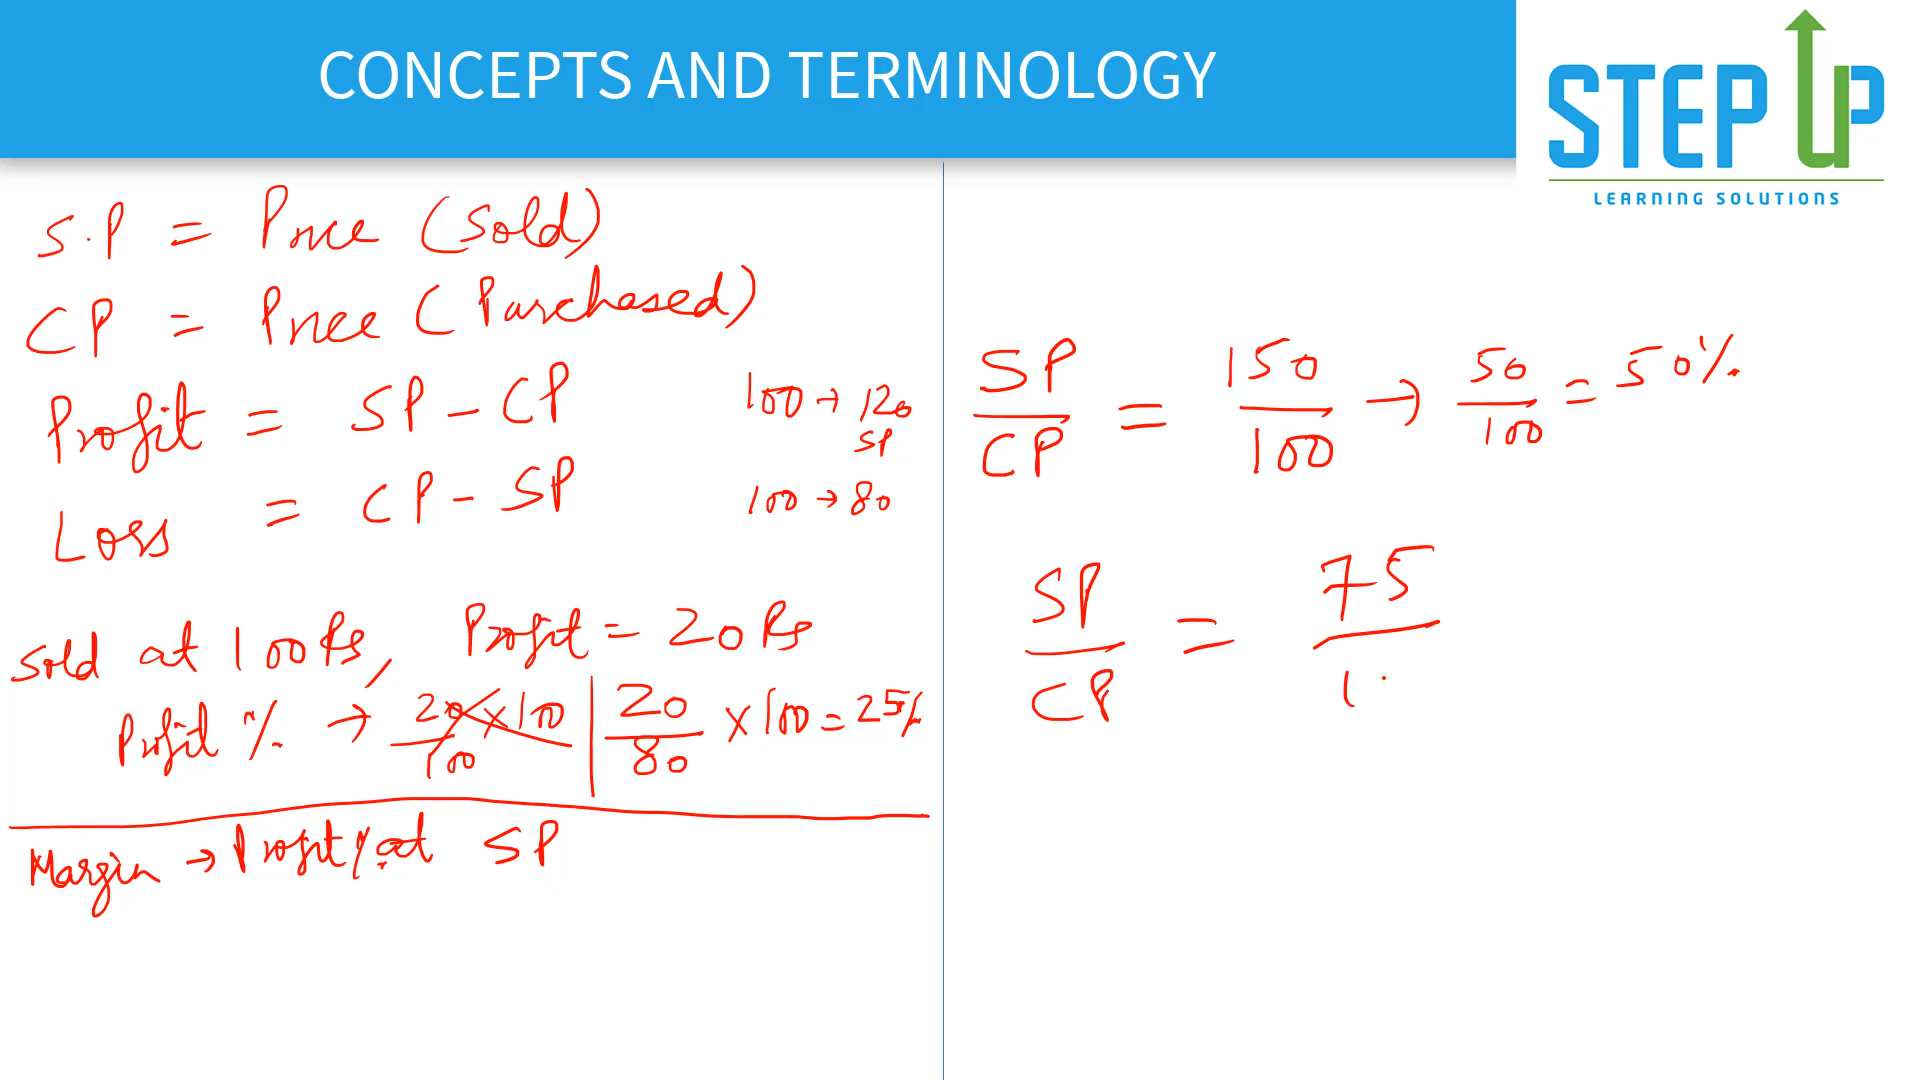 CONCEPTS AND TERMINOLOGY
STEP UP
LEARNING SOLUTIONS
S.P = Price (Sold)
CP = Price (Purchased)
Profit = SP - CP
100 → 120
SP
Loss = CP - SP
100 → 80
Sold at 100 Rs, Profit = 20 Rs
Profit % → 20 × 100 / 100 | 20 / 80 × 100 = 25%
Margin → Profit % at SP
SP / CP = 150 / 100 → 50 / 100 = 50%
SP / CP = 75 / 1